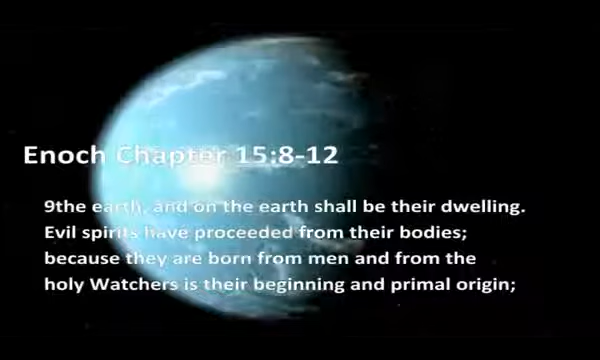 Enoch Chapter 15:8-12
9the earth, and on the earth shall be their dwelling.
Evil spirits have proceeded from their bodies;
because they are born from men and from the
holy Watchers is their beginning and primal origin;